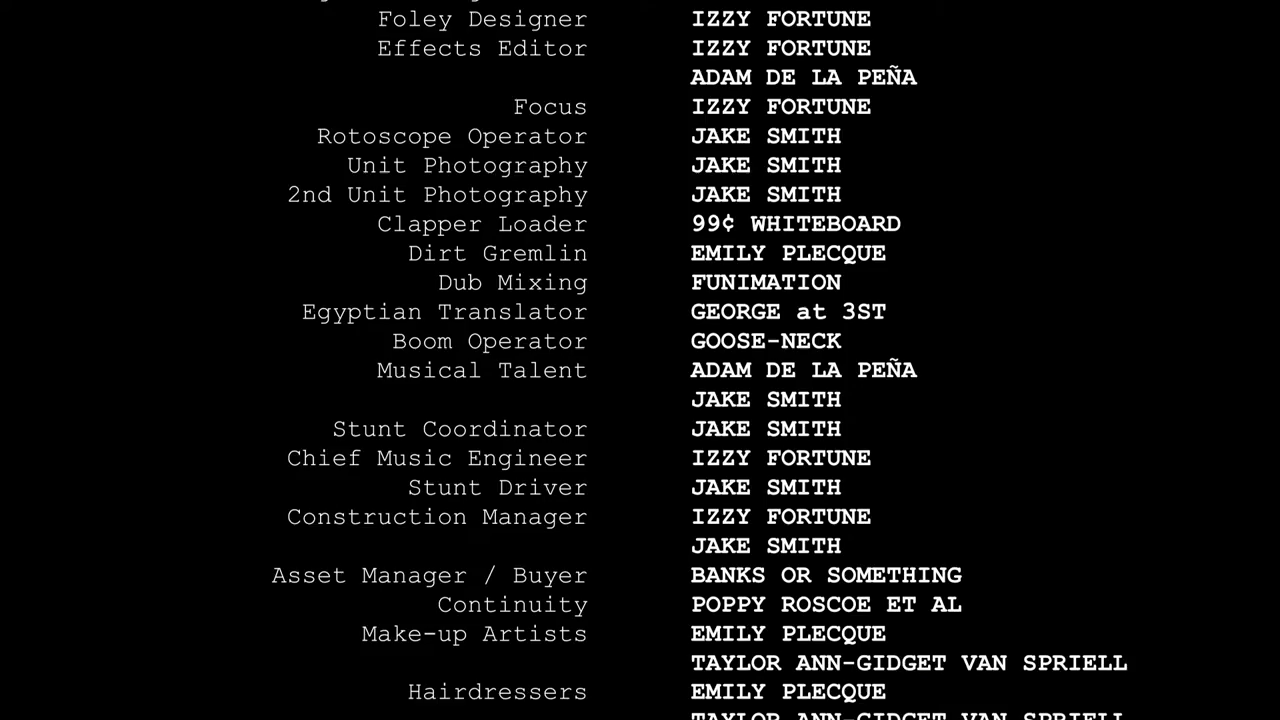 Foley Designer IZZY FORTUNE
Effects Editor IZZY FORTUNE
ADAM DE LA PEÑA
Focus IZZY FORTUNE
Rotoscope Operator JAKE SMITH
Unit Photography JAKE SMITH
2nd Unit Photography JAKE SMITH
Clapper Loader 99¢ WHITEBOARD
Dirt Gremlin EMILY PLECQUE
Dub Mixing FUNIMATION
Egyptian Translator GEORGE at 3ST
Boom Operator GOOSE-NECK
Musical Talent ADAM DE LA PEÑA
JAKE SMITH
Stunt Coordinator JAKE SMITH
Chief Music Engineer IZZY FORTUNE
Stunt Driver JAKE SMITH
Construction Manager IZZY FORTUNE
JAKE SMITH
Asset Manager / Buyer BANKS OR SOMETHING
Continuity POPPY ROSCOE ET AL
Make-up Artists EMILY PLECQUE
TAYLOR ANN-GIDGET VAN SPRIELL
Hairdressers EMILY PLECQUE
TAYLOR ANN-GIDGET VAN SPRIELL